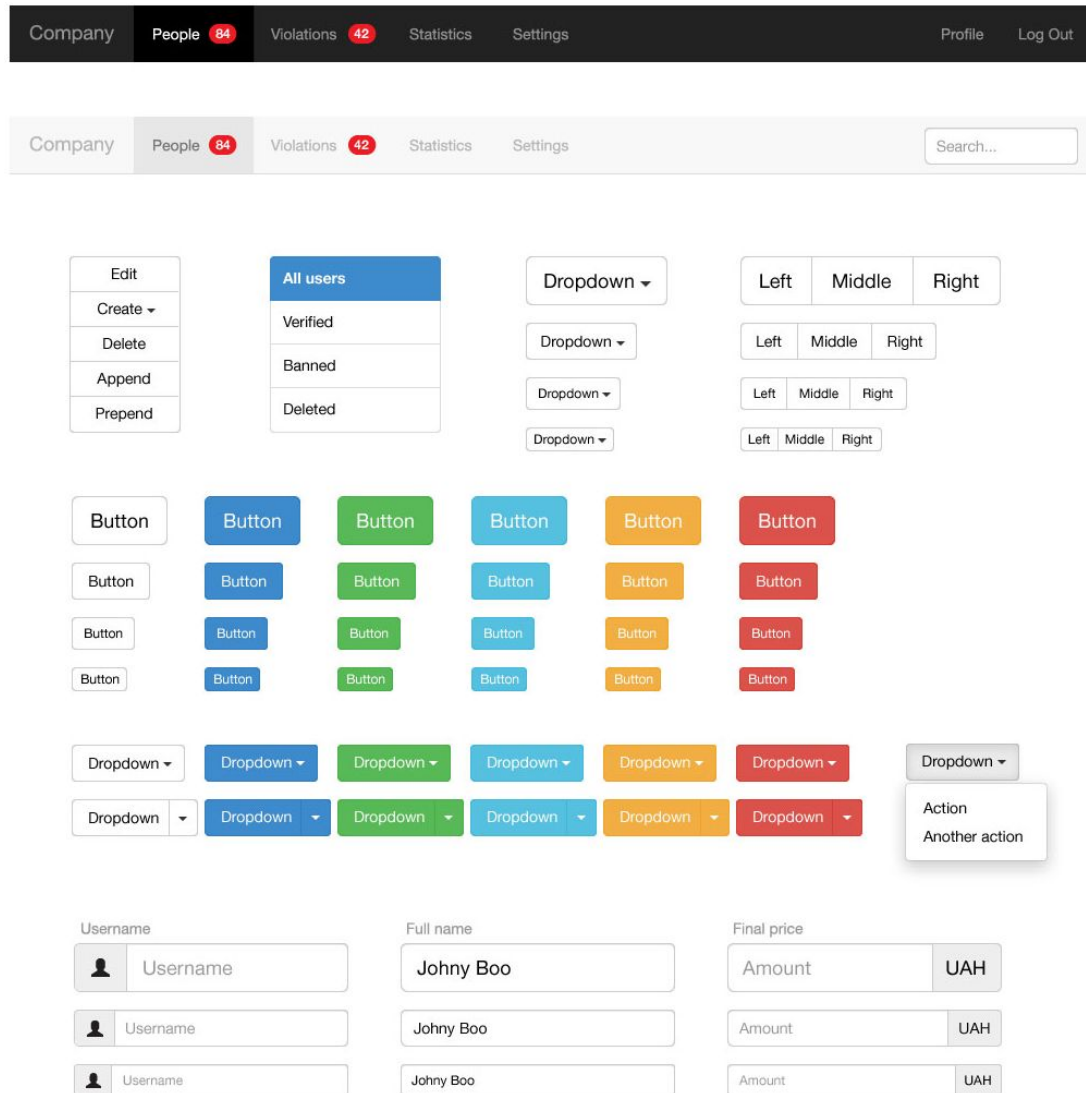 Company People 84 Violations 42 Statistics Settings Profile Log Out
Company People 84 Violations 42 Statistics Settings Search...
Edit
Create
Delete
Append
Prepend
All users
Verified
Banned
Deleted
Dropdown
Dropdown
Dropdown
Dropdown
Left Middle Right
Left Middle Right
Left Middle Right
Left Middle Right
Button Button Button Button Button Button
Button Button Button Button Button Button
Button Button Button Button Button Button
Button Button Button Button Button Button
Dropdown Dropdown Dropdown Dropdown Dropdown Dropdown
Dropdown Dropdown Dropdown Dropdown Dropdown Dropdown
Dropdown
Action
Another action
Username Full name Final price
Username Johny Boo Amount UAH
Username Johny Boo Amount UAH
Username Johny Boo Amount UAH